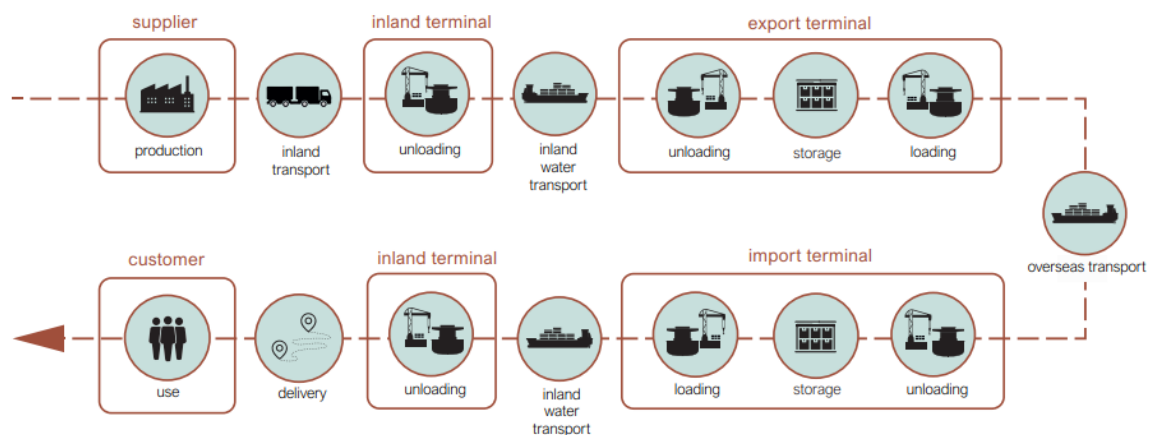 supplier
inland terminal
export terminal
production
inland
transport
unloading
inland
water
transport
unloading
storage
loading
overseas transport
customer
inland terminal
import terminal
use
delivery
unloading
inland
water
transport
loading
storage
unloading